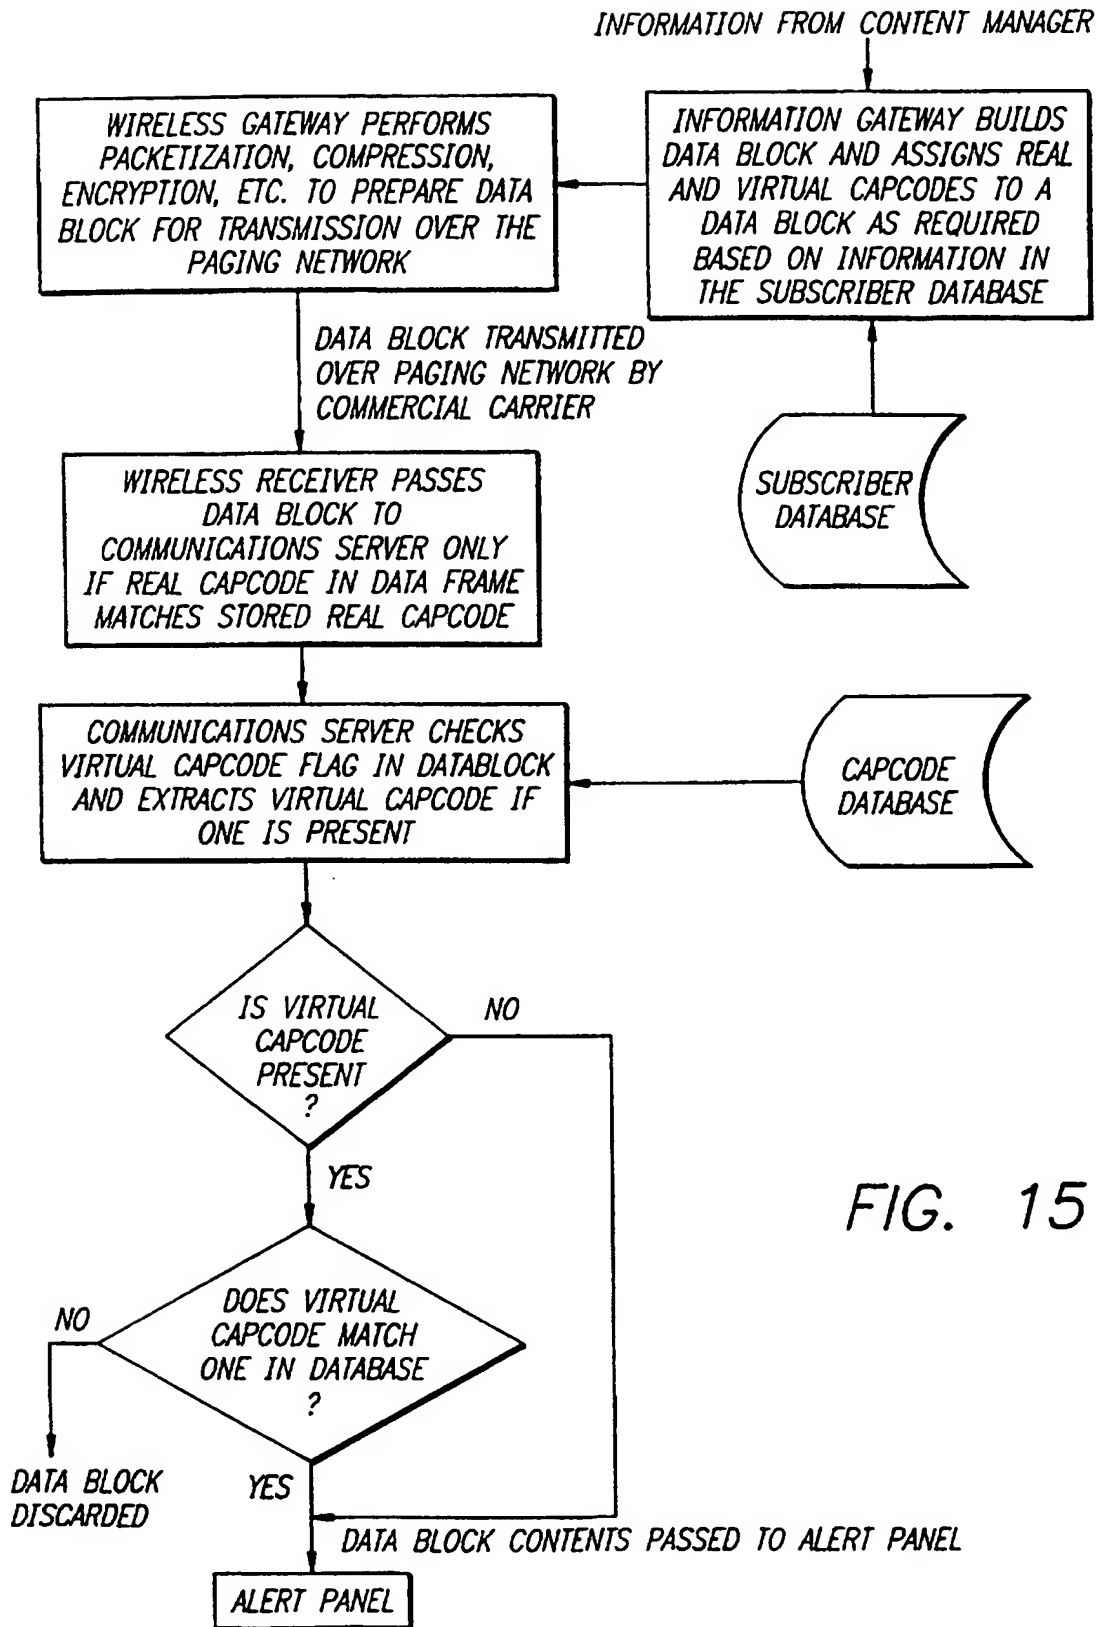 INFORMATION FROM CONTENT MANAGER
WIRELESS GATEWAY PERFORMS
PACKETIZATION, COMPRESSION,
ENCRYPTION, ETC. TO PREPARE DATA
BLOCK FOR TRANSMISSION OVER THE
PAGING NETWORK
INFORMATION GATEWAY BUILDS
DATA BLOCK AND ASSIGNS REAL
AND VIRTUAL CAPCODES TO A
DATA BLOCK AS REQUIRED
BASED ON INFORMATION IN
THE SUBSCRIBER DATABASE
DATA BLOCK TRANSMITTED
OVER PAGING NETWORK BY
COMMERCIAL CARRIER
SUBSCRIBER
DATABASE
WIRELESS RECEIVER PASSES
DATA BLOCK TO
COMMUNICATIONS SERVER ONLY
IF REAL CAPCODE IN DATA FRAME
MATCHES STORED REAL CAPCODE
COMMUNICATIONS SERVER CHECKS
VIRTUAL CAPCODE FLAG IN DATABLOCK
AND EXTRACTS VIRTUAL CAPCODE IF
ONE IS PRESENT
CAPCODE
DATABASE
IS VIRTUAL
CAPCODE
PRESENT
?
NO
YES
FIG. 15
DOES VIRTUAL
CAPCODE MATCH
ONE IN DATABASE
?
NO
DATA BLOCK
DISCARDED
YES
DATA BLOCK CONTENTS PASSED TO ALERT PANEL
ALERT PANEL